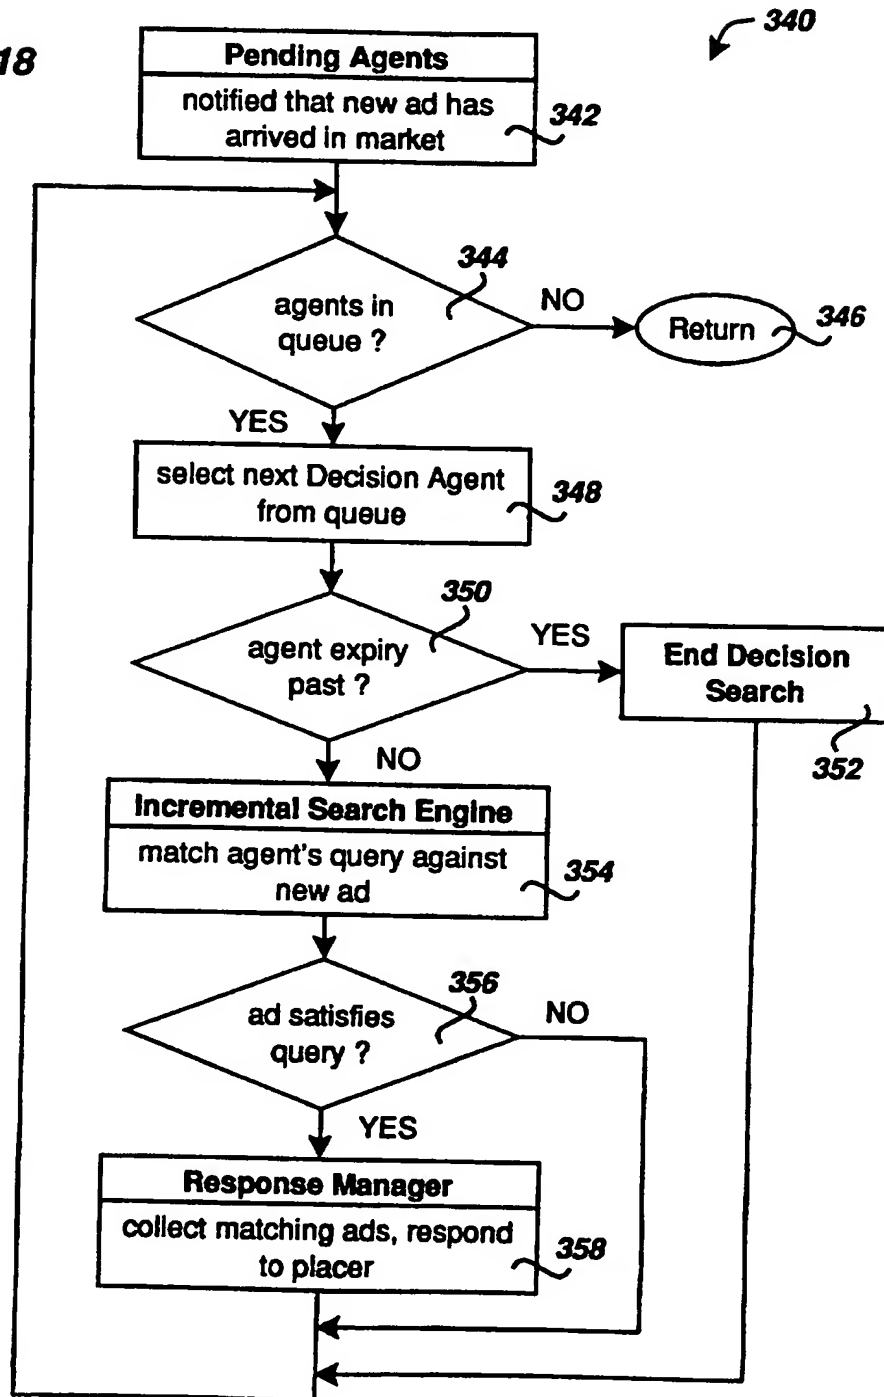 18
340
Pending Agents
notified that new ad has
arrived in market
342
344
agents in
queue ?
NO
Return
346
YES
select next Decision Agent
from queue
348
350
agent expiry
past ?
YES
End Decision
Search
352
NO
Incremental Search Engine
match agent's query against
new ad
354
356
ad satisfies
query ?
NO
YES
Response Manager
collect matching ads, respond
to placer
358